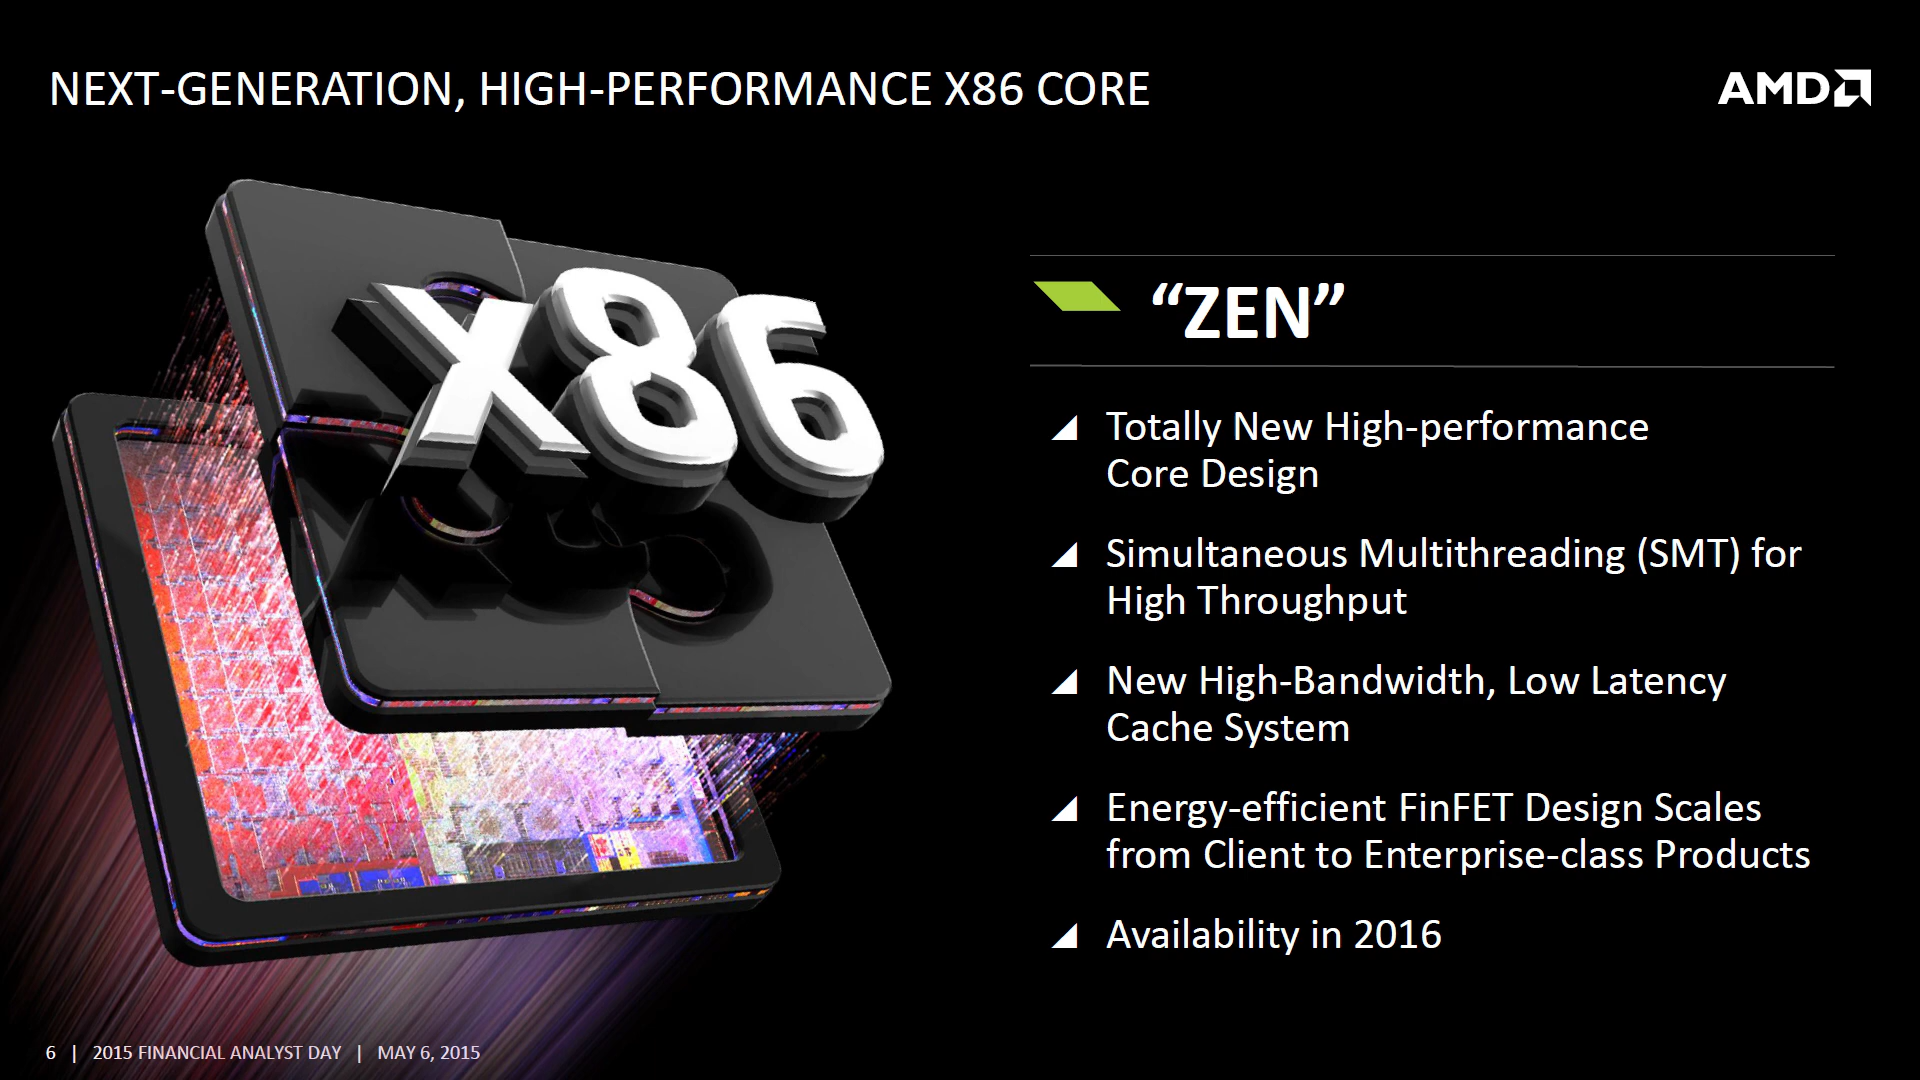 NEXT-GENERATION, HIGH-PERFORMANCE X86 CORE
AMD
X86
“ZEN”
Totally New High-performance
Core Design
Simultaneous Multithreading (SMT) for
High Throughput
New High-Bandwidth, Low Latency
Cache System
Energy-efficient FinFET Design Scales
from Client to Enterprise-class Products
Availability in 2016
6 | 2015 FINANCIAL ANALYST DAY | MAY 6, 2015